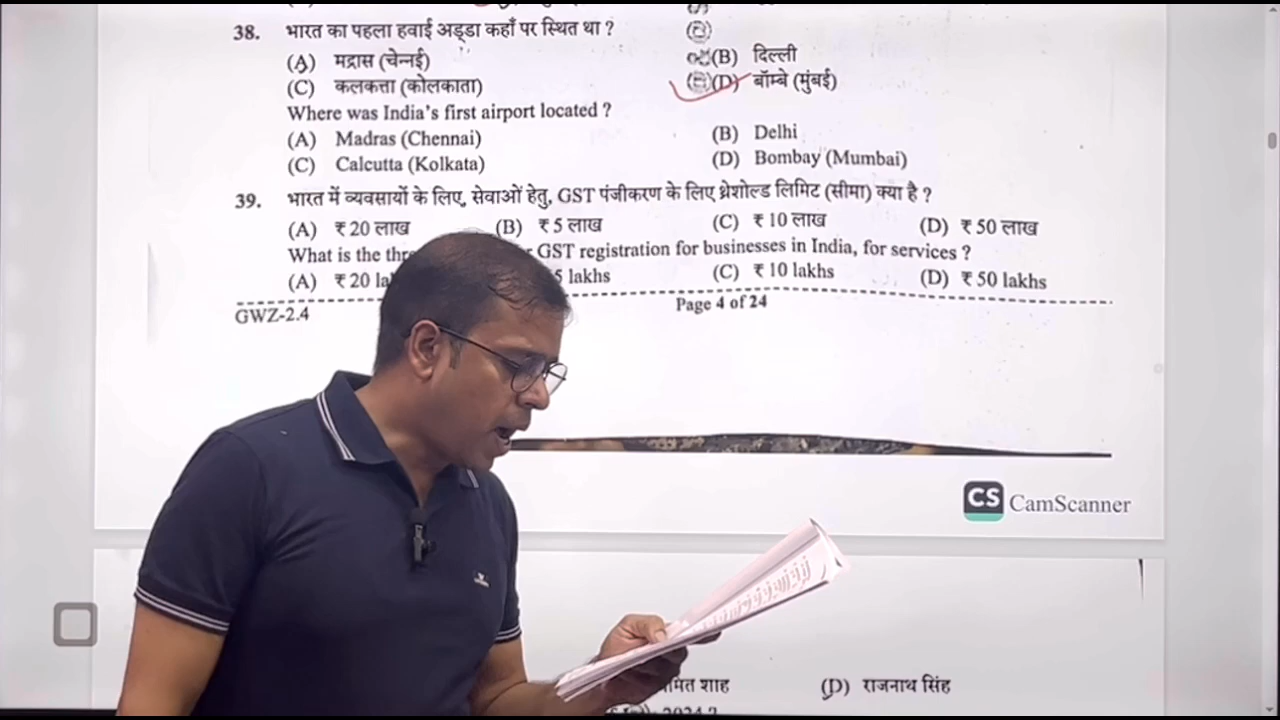 38. भारत का पहला हवाई अड्डा कहाँ पर स्थित था ?
(A) मद्रास (चेन्नई) (B) दिल्ली
(C) कलकत्ता (कोलकाता) (D) बॉम्बे (मुंबई)
Where was India's first airport located ?
(A) Madras (Chennai) (B) Delhi
(C) Calcutta (Kolkata) (D) Bombay (Mumbai)
39. भारत में व्यवसायों के लिए, सेवाओं हेतु, GST पंजीकरण के लिए थ्रेशोल्ड लिमिट (सीमा) क्या है ?
(A) ₹ 20 लाख (B) ₹ 5 लाख (C) ₹ 10 लाख (D) ₹ 50 लाख
What is the GST registration for businesses in India, for services ?
(A) ₹ 20 5 lakhs (C) ₹ 10 lakhs (D) ₹ 50 lakhs
GWZ-2.4 Page 4 of 24
CS CamScanner
शाह (D) राजनाथ सिंह